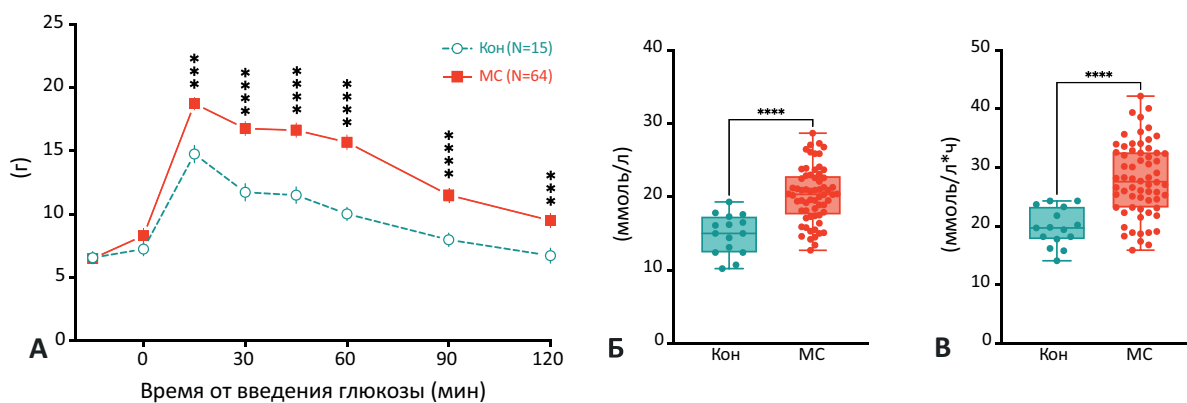 25
20
15
10
5
0
(г)
Кон (N=15)
МС (N=64)
***
****
****
****
****
***
0 30 60 90 120
Время от введения глюкозы (мин)
А
40
30
20
10
0
(ммоль/л)
****
Кон МС
Б
50
40
30
20
10
0
(ммоль/л*ч)
****
Кон МС
В